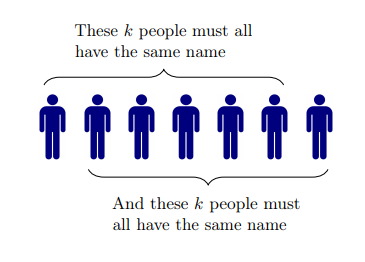 These k people must all
have the same name
And these k people must
all have the same name